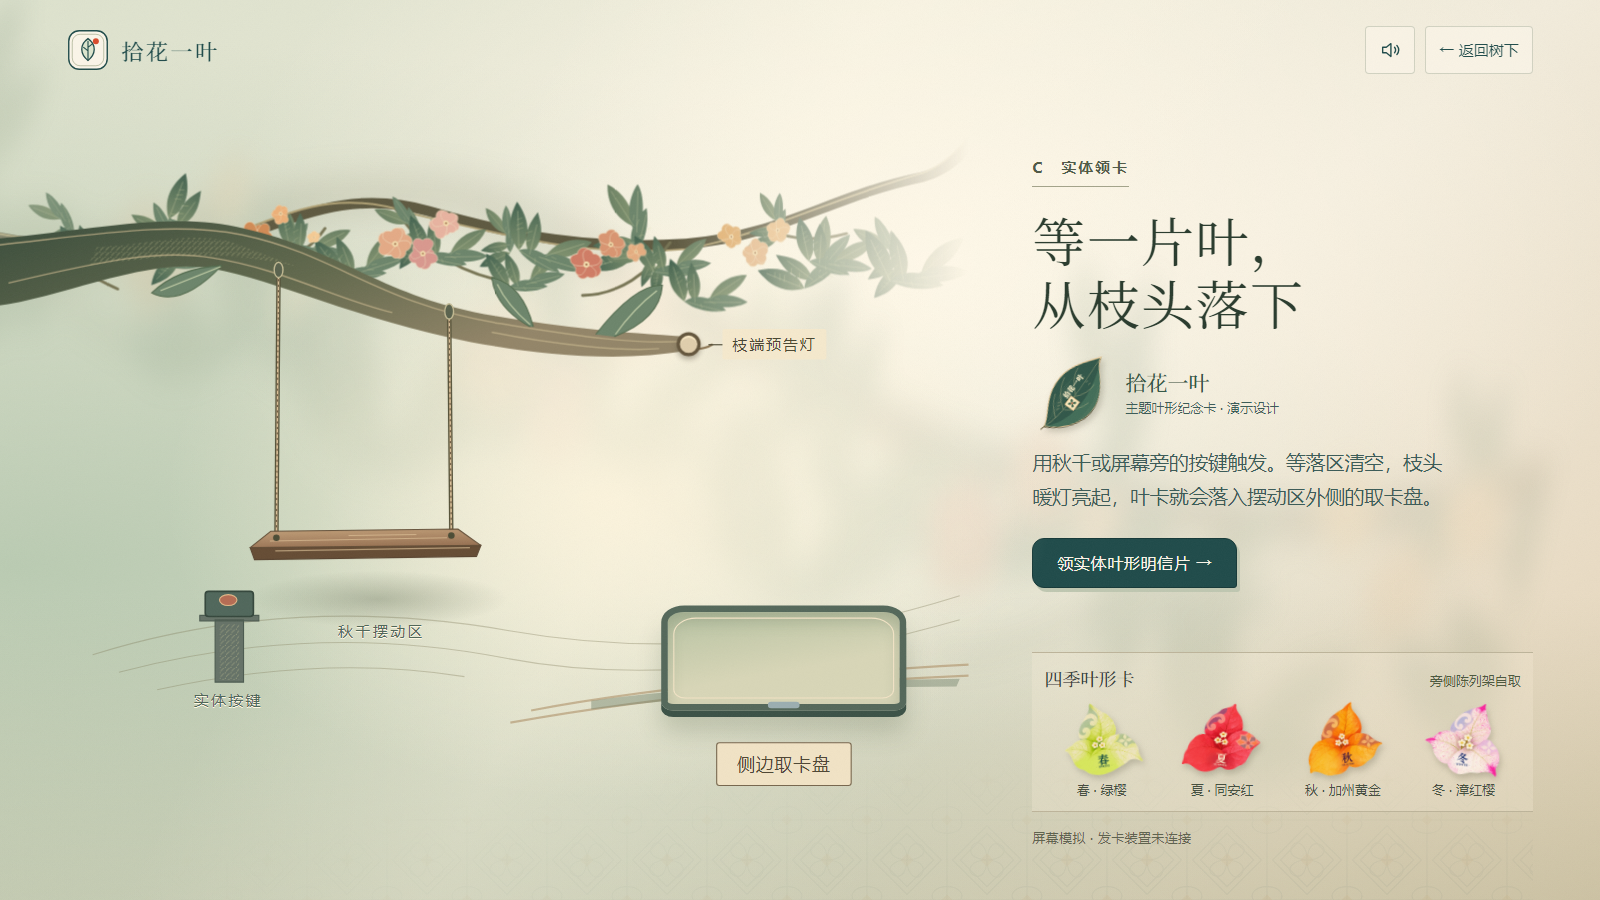 拾花一叶
← 返回树下
C 实体领卡
等一片叶，
从枝头落下
枝端预告灯
拾花一叶
主题叶形纪念卡 · 演示设计
用秋千或屏幕旁的按键触发。等落区清空，枝头
暖灯亮起，叶卡就会落入摆动区外侧的取卡盘。
领实体叶形明信片 →
秋千摆动区
实体按键
侧边取卡盘
四季叶形卡
旁侧陈列架自取
春
夏
秋
冬
春 · 绿樱
夏 · 同安红
秋 · 加州黄金
冬 · 漳红樱
屏幕模拟 · 发卡装置未连接